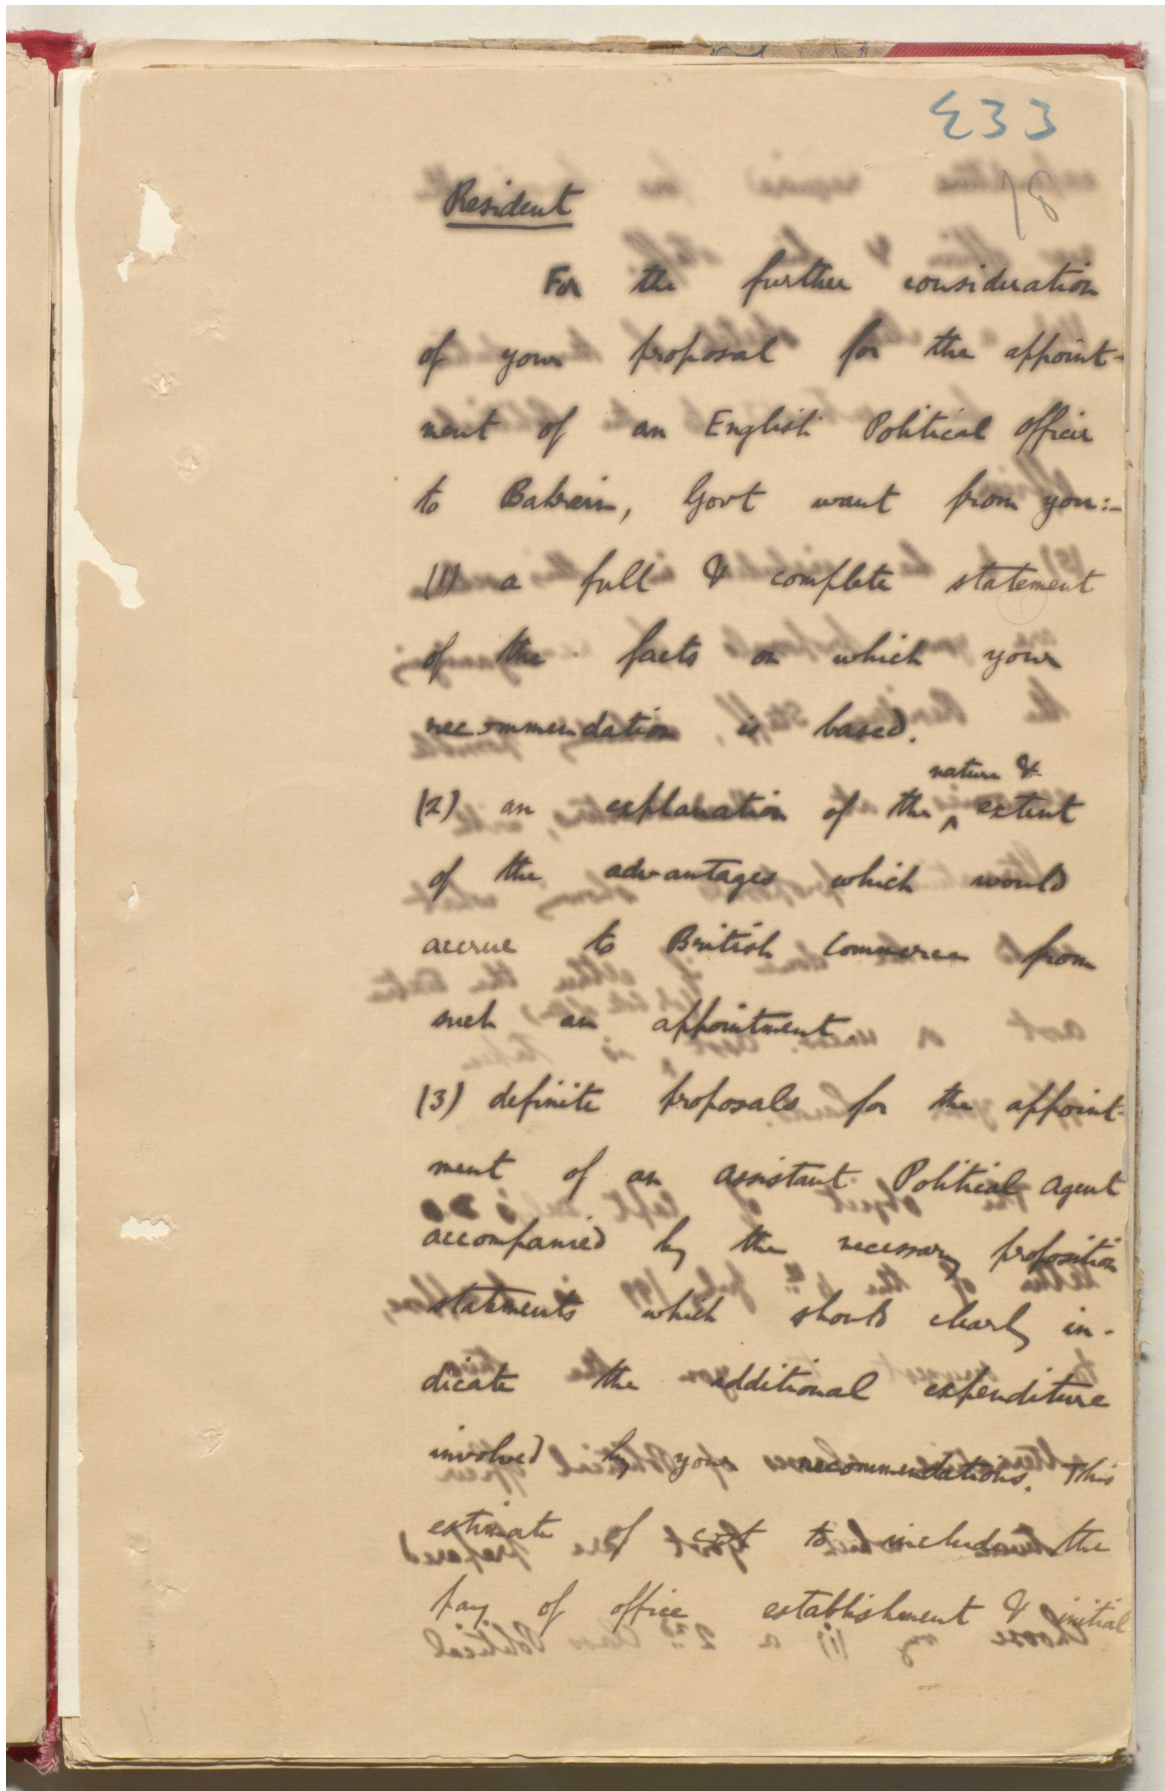 E33
18
Resident
For the further consideration
of your proposal for the appoint-
ment of an English Political Officer
to Bahrein, Govt want from you:-
(1) a full & complete statement
of the facts on which your
recommendation is based.
nature &
(2) an explanation of the ^ extent
of the advantages which would
accrue to British Commerce from
such an appointment.
(3) definite proposals for the appoint-
ment of an assistant Political Agent
accompanied by the necessary proposition
statements which should clearly in-
dicate the additional expenditure
involved by your recommendations. This
estimate of cost to include the
pay of office establishment & initial